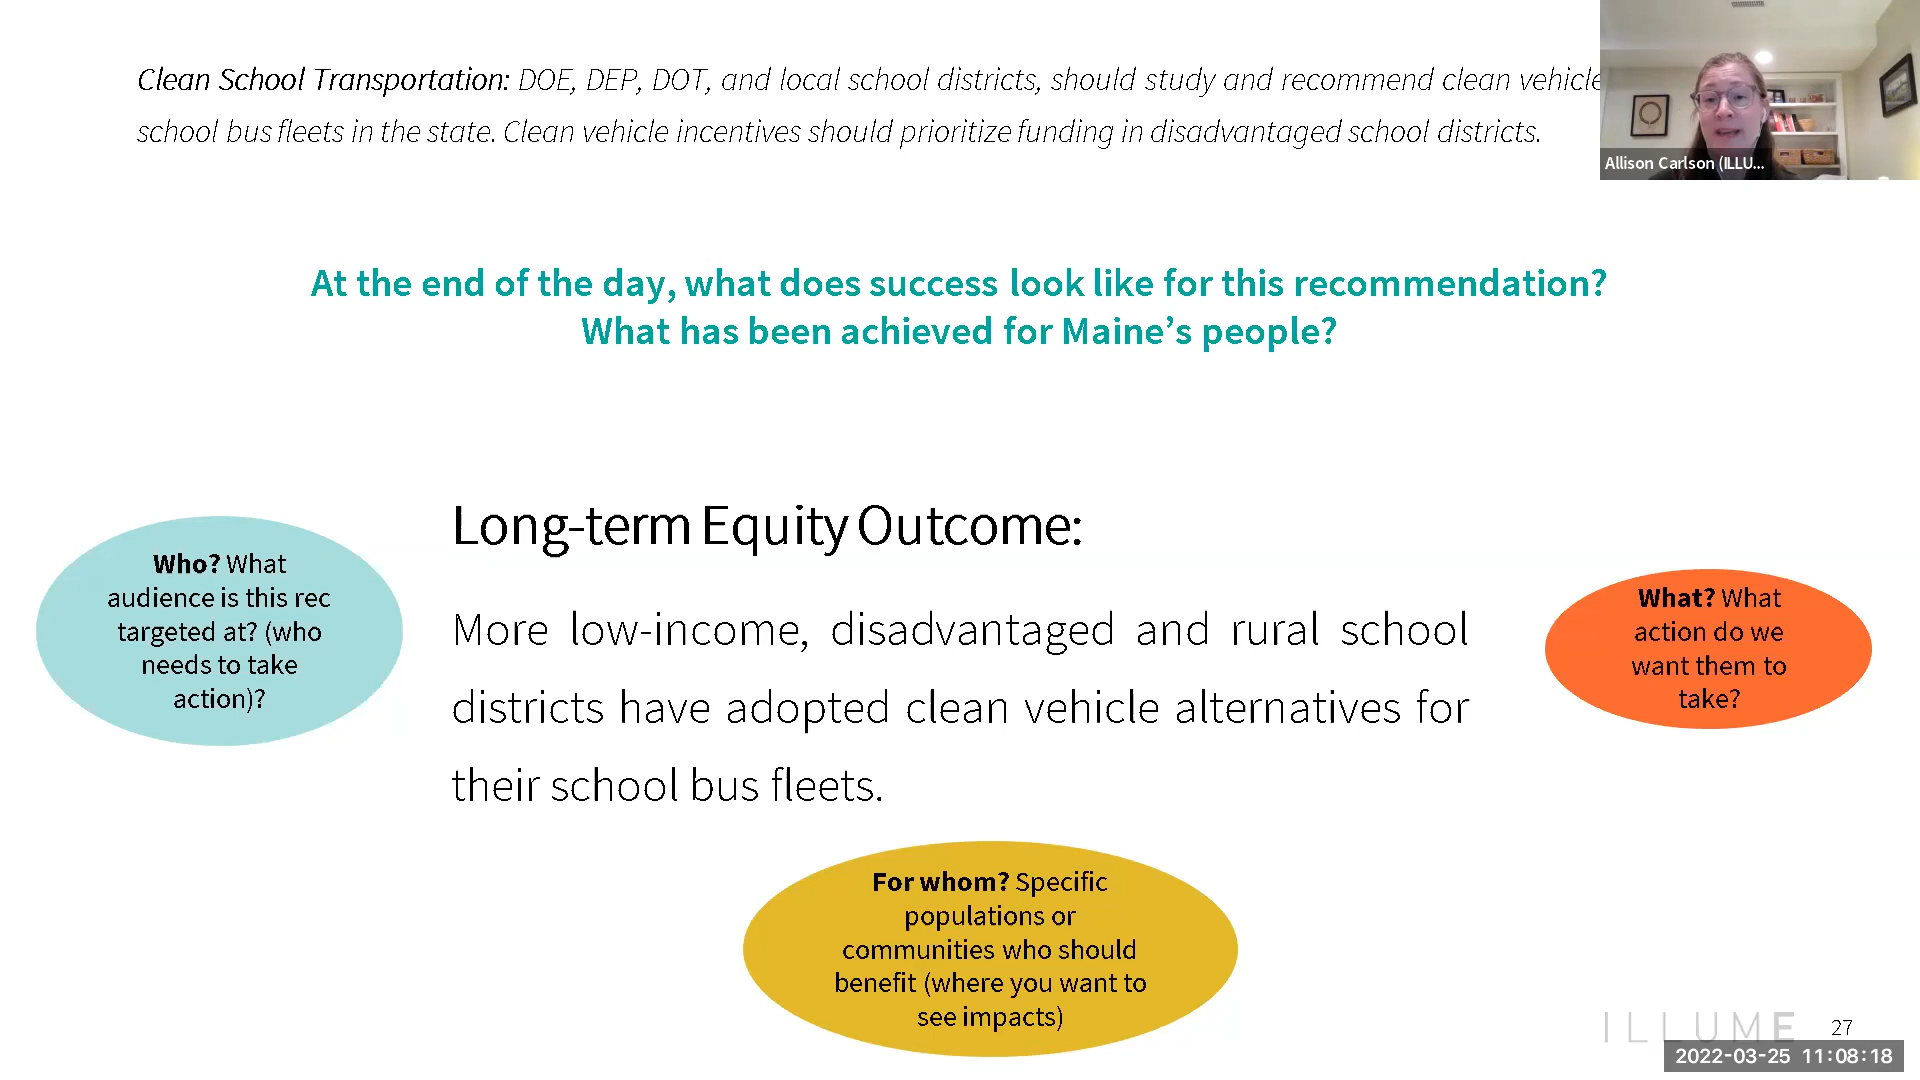 Clean School Transportation: DOE, DEP, DOT, and local school districts, should study and recommend clean vehicle
school bus fleets in the state. Clean vehicle incentives should prioritize funding in disadvantaged school districts.
Allison Carlson (ILLU...
At the end of the day, what does success look like for this recommendation?
What has been achieved for Maine's people?
Long-term Equity Outcome:
More low-income, disadvantaged and rural school
districts have adopted clean vehicle alternatives for
their school bus fleets.
Who? What
audience is this rec
targeted at? (who
needs to take
action)?
What? What
action do we
want them to
take?
For whom? Specific
populations or
communities who should
benefit (where you want to
see impacts)
ILLUME
27
2022-03-25 11:08:18